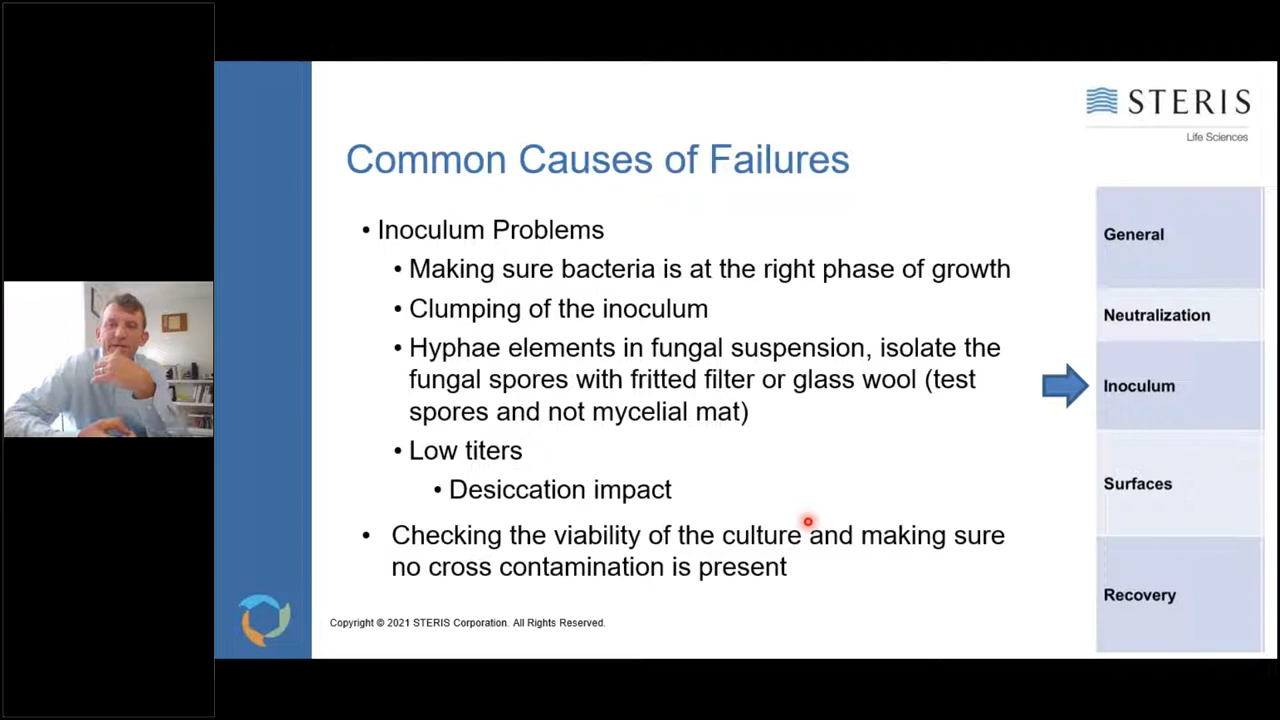 STERIS
Life Sciences
Common Causes of Failures
• Inoculum Problems
• Making sure bacteria is at the right phase of growth
• Clumping of the inoculum
• Hyphae elements in fungal suspension, isolate the
fungal spores with fritted filter or glass wool (test
spores and not mycelial mat)
• Low titers
• Desiccation impact
• Checking the viability of the culture and making sure
no cross contamination is present
Copyright © 2021 STERIS Corporation. All Rights Reserved.
General
Neutralization
Inoculum
Surfaces
Recovery